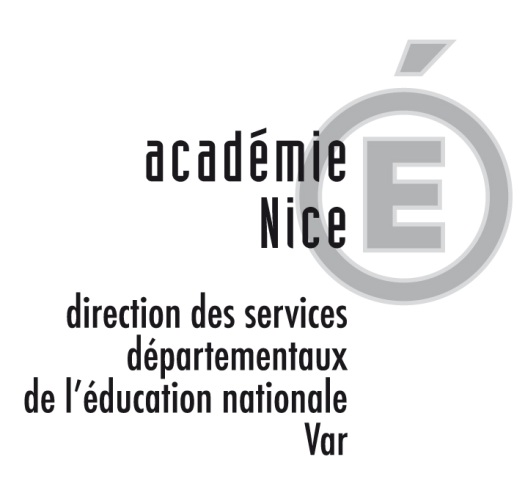 académie
Nice
É
direction des services
départementaux
de l'éducation nationale
Var